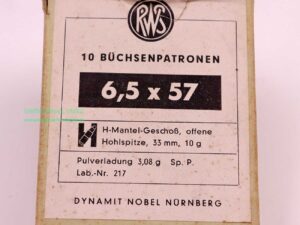 RWS
10 BÜCHSENPATRONEN
6,5 x 57
H H-Mantel-Geschoß, offene
Hohlspitze, 33 mm, 10 g
Pulverladung 3,08 g Sp. P.
Lab.-Nr. 217
DYNAMIT NOBEL NÜRNBERG